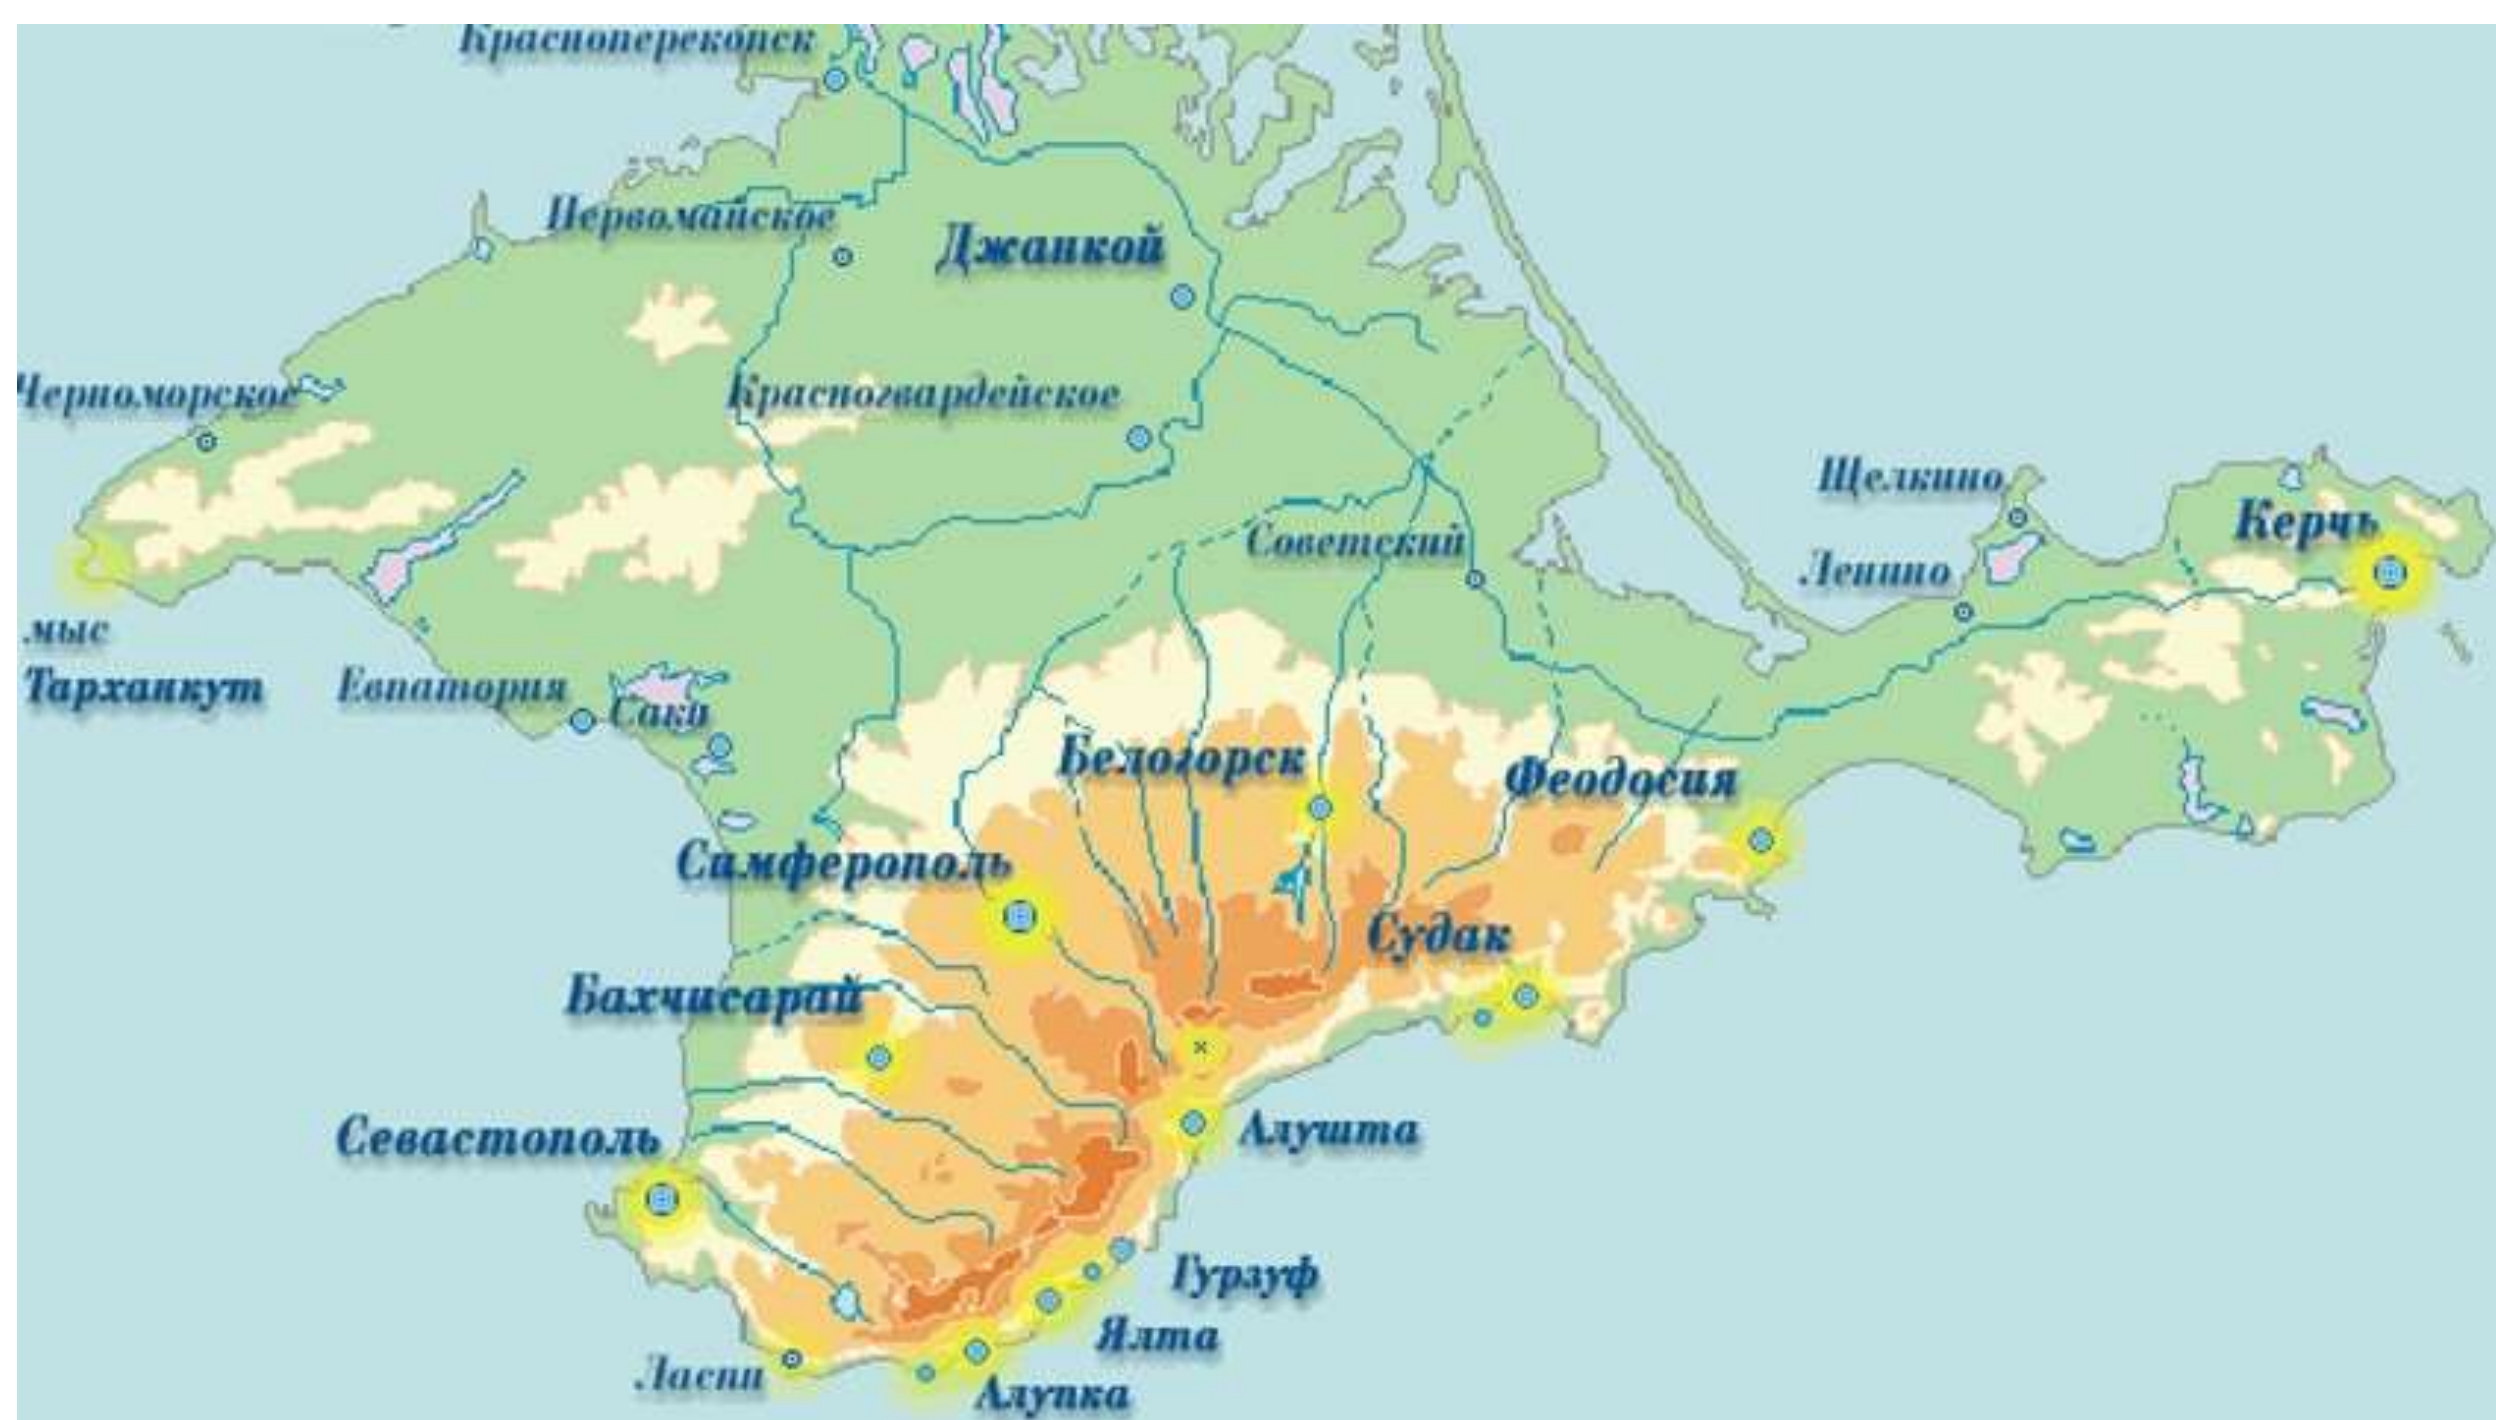 Красноперекопск
Первомайское
Джанкой
Черноморское
Красногвардейское
Щелкино
Керчь
Советский
Ленино
мыс
Тарханкут
Евпатория
Саки
Белогорск
Феодосия
Симферополь
Судак
Бахчисарай
Севастополь
Алушта
Гурзуф
Ялта
Ласпи
Алупка